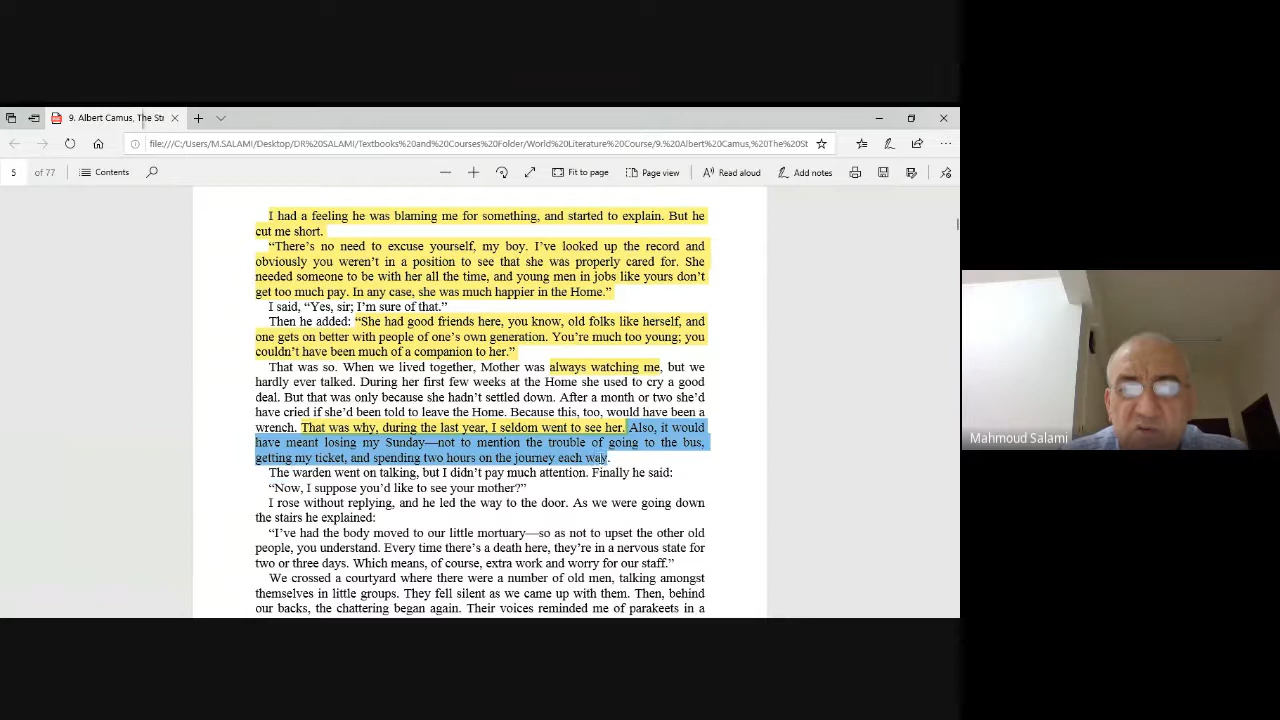 9. Albert Camus, The Str
file:///C:/Users/M.SALAMI/Desktop/DR%20SALAMI/Textbooks%20and%20Courses%20Folder/World%20Literature%20Course/9.%20Albert%20Camus,%20The%20St
5 of 77 Contents Fit to page Page view Read aloud Add notes
I had a feeling he was blaming me for something, and started to explain. But he
cut me short.
“There’s no need to excuse yourself, my boy. I’ve looked up the record and
obviously you weren’t in a position to see that she was properly cared for. She
needed someone to be with her all the time, and young men in jobs like yours don’t
get too much pay. In any case, she was much happier in the Home.”
I said, “Yes, sir; I’m sure of that.”
Then he added: “She had good friends here, you know, old folks like herself, and
one gets on better with people of one’s own generation. You’re much too young; you
couldn’t have been much of a companion to her.”
That was so. When we lived together, Mother was always watching me, but we
hardly ever talked. During her first few weeks at the Home she used to cry a good
deal. But that was only because she hadn’t settled down. After a month or two she’d
have cried if she’d been told to leave the Home. Because this, too, would have been a
wrench. That was why, during the last year, I seldom went to see her. Also, it would
have meant losing my Sunday—not to mention the trouble of going to the bus,
getting my ticket, and spending two hours on the journey each way.
The warden went on talking, but I didn’t pay much attention. Finally he said:
“Now, I suppose you’d like to see your mother?”
I rose without replying, and he led the way to the door. As we were going down
the stairs he explained:
“I’ve had the body moved to our little mortuary—so as not to upset the other old
people, you understand. Every time there’s a death here, they’re in a nervous state for
two or three days. Which means, of course, extra work and worry for our staff.”
We crossed a courtyard where there were a number of old men, talking amongst
themselves in little groups. They fell silent as we came up with them. Then, behind
our backs, the chattering began again. Their voices reminded me of parakeets in a
Mahmoud Salami